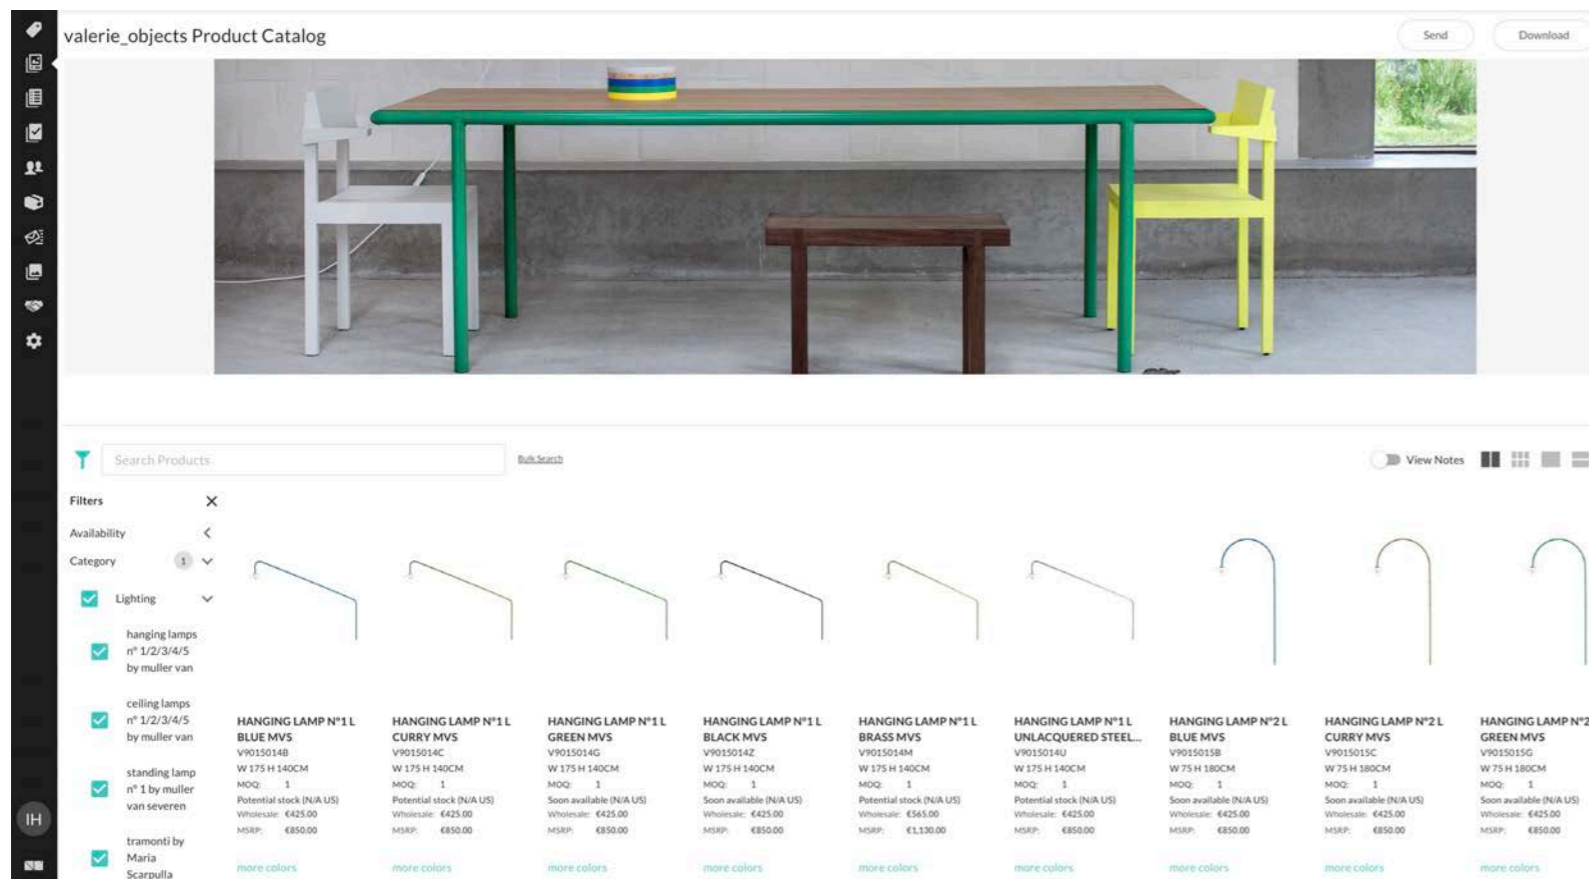 valerie_objects Product Catalog
Send
Download
Search Products
Bulk Search
View Notes
Filters
Availability
Category
1
Lighting
hanging lamps
n° 1/2/3/4/5
by muller van
ceiling lamps
n° 1/2/3/4/5
by muller van
standing lamp
n° 1 by muller
van severen
tramonti by
Maria
Scarpulla
IH
HANGING LAMP N°1 L
BLUE MVS
V9015014B
W 175 H 140CM
MOQ: 1
Potential stock (N/A US)
Wholesale: €425.00
MSRP: €850.00
more colors
HANGING LAMP N°1 L
CURRY MVS
V9015014C
W 175 H 140CM
MOQ: 1
Potential stock (N/A US)
Wholesale: €425.00
MSRP: €850.00
more colors
HANGING LAMP N°1 L
GREEN MVS
V9015014G
W 175 H 140CM
MOQ: 1
Soon available (N/A US)
Wholesale: €425.00
MSRP: €850.00
more colors
HANGING LAMP N°1 L
BLACK MVS
V9015014Z
W 175 H 140CM
MOQ: 1
Soon available (N/A US)
Wholesale: €425.00
MSRP: €850.00
more colors
HANGING LAMP N°1 L
BRASS MVS
V9015014M
W 175 H 140CM
MOQ: 1
Potential stock (N/A US)
Wholesale: €565.00
MSRP: €1,130.00
more colors
HANGING LAMP N°1 L
UNLACQUERED STEEL...
V9015014U
W 175 H 140CM
MOQ: 1
Potential stock (N/A US)
Wholesale: €425.00
MSRP: €850.00
more colors
HANGING LAMP N°2 L
BLUE MVS
V9015015B
W 75 H 180CM
MOQ: 1
Soon available (N/A US)
Wholesale: €425.00
MSRP: €850.00
more colors
HANGING LAMP N°2 L
CURRY MVS
V9015015C
W 75 H 180CM
MOQ: 1
Soon available (N/A US)
Wholesale: €425.00
MSRP: €850.00
more colors
HANGING LAMP N°2
GREEN MVS
V9015015G
W 75 H 180CM
MOQ: 1
Soon available (N/A US)
Wholesale: €425.00
MSRP: €850.00
more colors